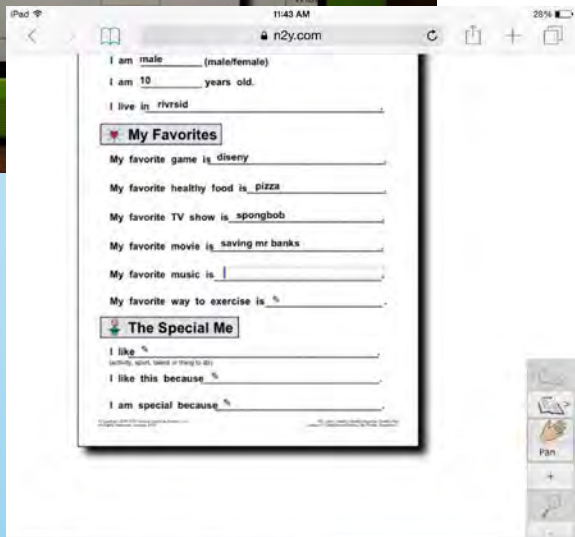 iPad
11:43 AM
28%
n2y.com
I am male (male/female)
I am 10 years old.
I live in rivrsid.
My Favorites
My favorite game is diseny.
My favorite healthy food is pizza.
My favorite TV show is spongbob.
My favorite movie is saving mr banks.
My favorite music is.
My favorite way to exercise is.
The Special Me
I like.
(activity, sport, talent or thing to do)
I like this because.
I am special because.
Pan